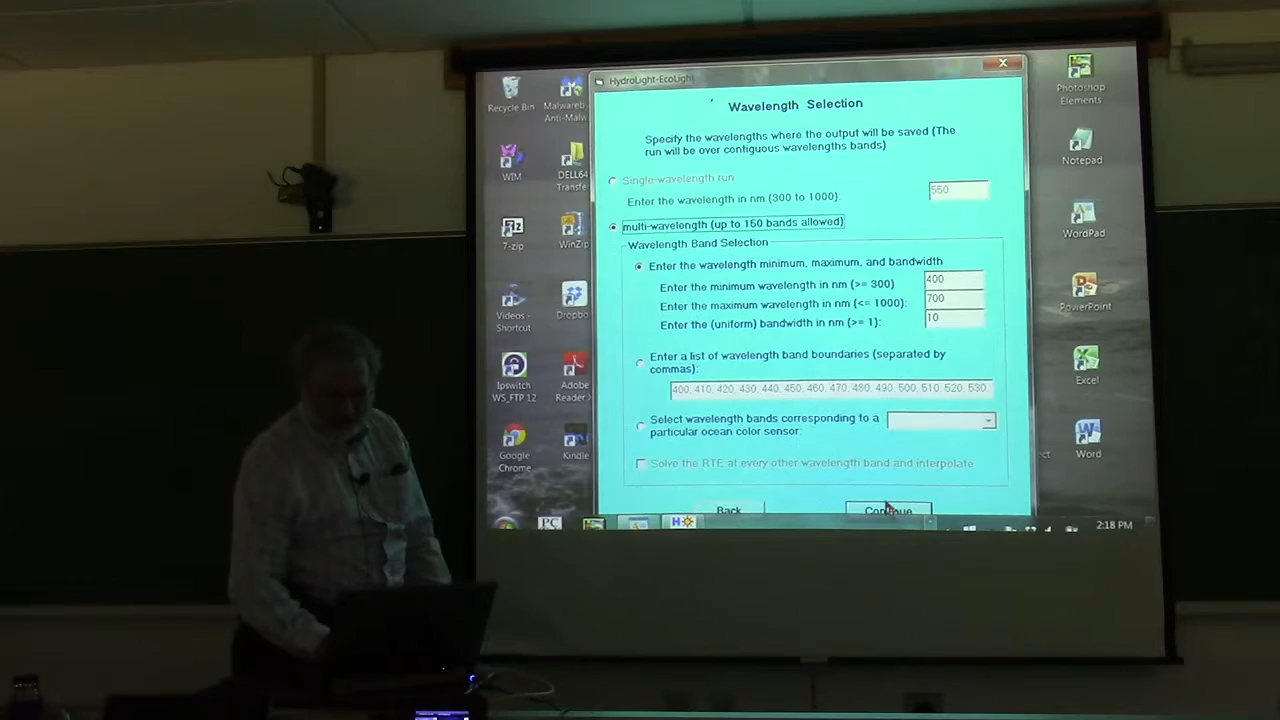 HydroLight-EcoLight
Wavelength Selection
Specify the wavelengths where the output will be saved (The
run will be over contiguous wavelengths bands)
Single-wavelength run
Enter the wavelength in nm (300 to 1000):
550
multi-wavelength (up to 150 bands allowed)
Wavelength Band Selection
Enter the wavelength minimum, maximum, and bandwidth
Enter the minimum wavelength in nm (>= 300)
400
Enter the maximum wavelength in nm (<= 1000):
700
Enter the (uniform) bandwidth in nm (>= 1):
10
Enter a list of wavelength band boundaries (separated by
commas):
400, 410, 420, 430, 440, 450, 460, 470, 480, 490, 500, 510, 520, 530,
Select wavelength bands corresponding to a
particular ocean color sensor:
Solve the RTE at every other wavelength band and interpolate
Back
Continue
Recycle Bin
Malwareb
Anti-Malw
WIM
DELL64
Transfe
7-zip
WinZip
Videos -
Shortcut
Dropbo
Ipswitch
WS_FTP 12
Adobe
Reader X
Google
Chrome
Kindle
Photoshop
Elements
Notepad
WordPad
PowerPoint
Excel
Word
ect
PC
H
2:18 PM